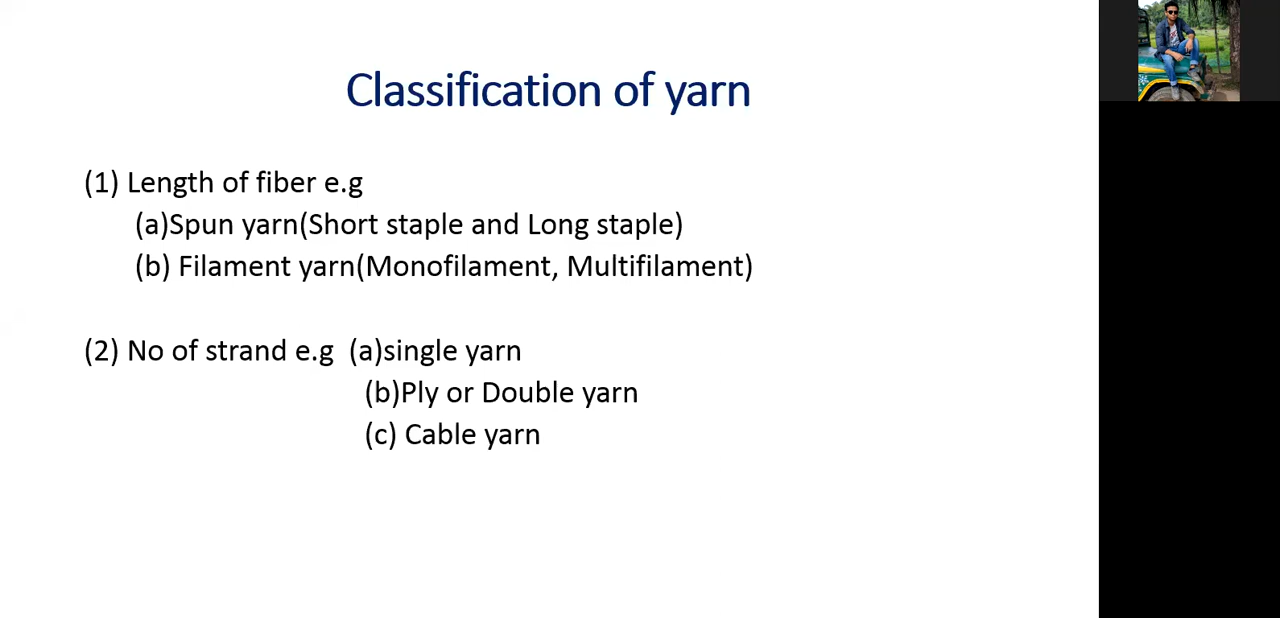 Classification of yarn
(1) Length of fiber e.g
(a)Spun yarn(Short staple and Long staple)
(b) Filament yarn(Monofilament, Multifilament)
(2) No of strand e.g (a)single yarn
(b)Ply or Double yarn
(c) Cable yarn